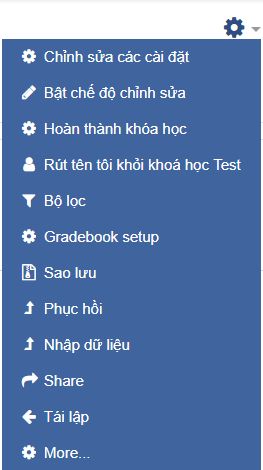 Chỉnh sửa các cài đặt
Bật chế độ chỉnh sửa
Hoàn thành khóa học
Rút tên tôi khỏi khoá học Test
Bộ lọc
Gradebook setup
Sao lưu
Phục hồi
Nhập dữ liệu
Share
Tái lập
More...